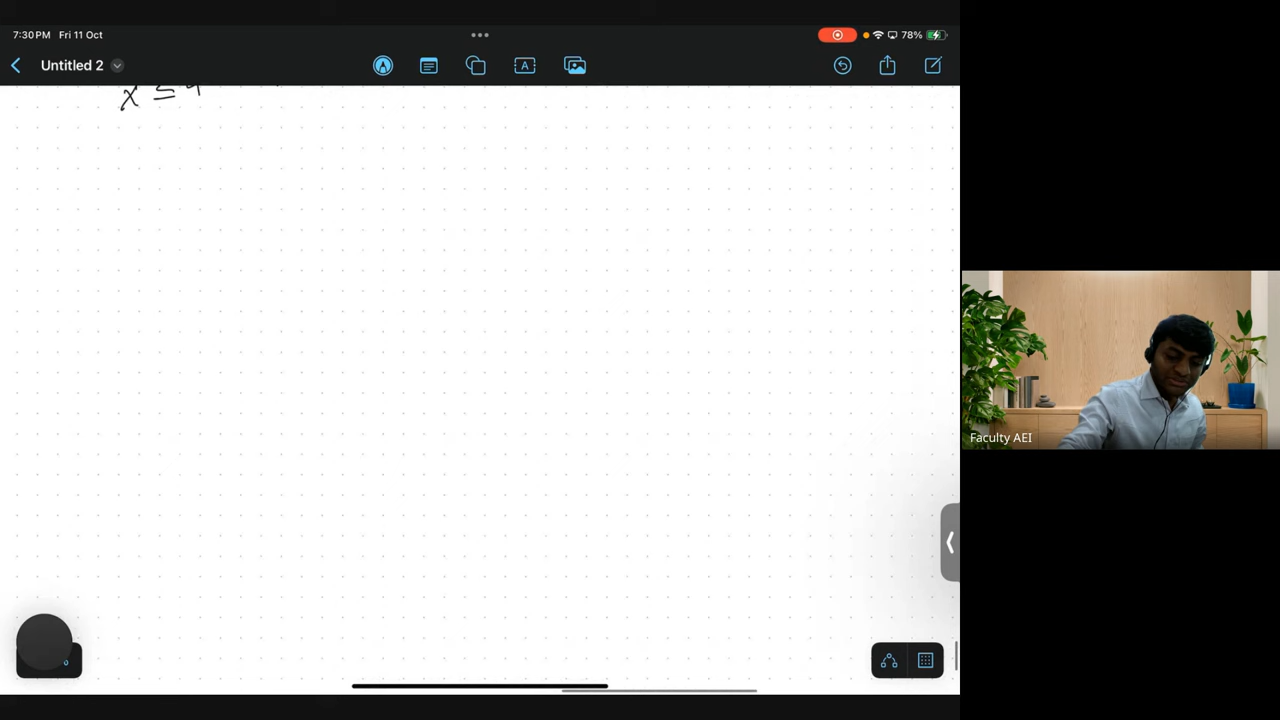 7:30 PM Fri 11 Oct
78%
Untitled 2
A
x ≤
Faculty AEI